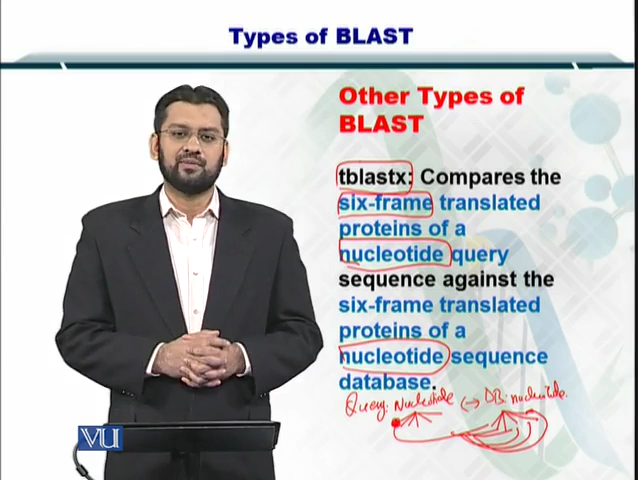 Types of BLAST
Other Types of
BLAST
tblastx: Compares the
six-frame translated
proteins of a
nucleotide query
sequence against the
six-frame translated
proteins of a
nucleotide sequence
database.
Query: Nucleotide ↔ DB: nucleotide.
VU